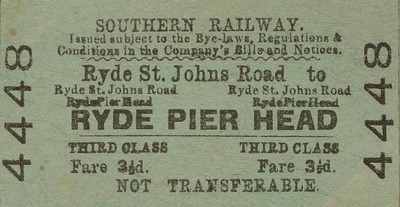 SOUTHERN RAILWAY.
Issued subject to the Bye-laws, Regulations &
Conditions in the Company's Bills and Notices.
Ryde St. Johns Road to
Ryde St. Johns Road Ryde St. Johns Road
Ryde Pier Head Ryde Pier Head
RYDE PIER HEAD
THIRD CLASS THIRD CLASS
Fare 3½d. Fare 3½d.
NOT TRANSFERABLE.
4448
4448